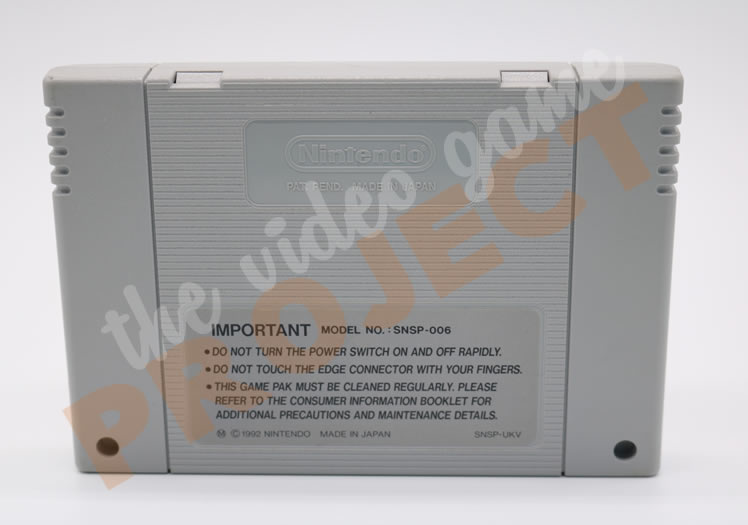 Nintendo
PAT. PEND. MADE IN JAPAN
the video game
PROJECT
IMPORTANT MODEL NO.: SNSP-006
• DO NOT TURN THE POWER SWITCH ON AND OFF RAPIDLY.
• DO NOT TOUCH THE EDGE CONNECTOR WITH YOUR FINGERS.
• THIS GAME PAK MUST BE CLEANED REGULARLY. PLEASE
REFER TO THE CONSUMER INFORMATION BOOKLET FOR
ADDITIONAL PRECAUTIONS AND MAINTENANCE DETAILS.
Ⓜ © 1992 NINTENDO MADE IN JAPAN SNSP-UKV